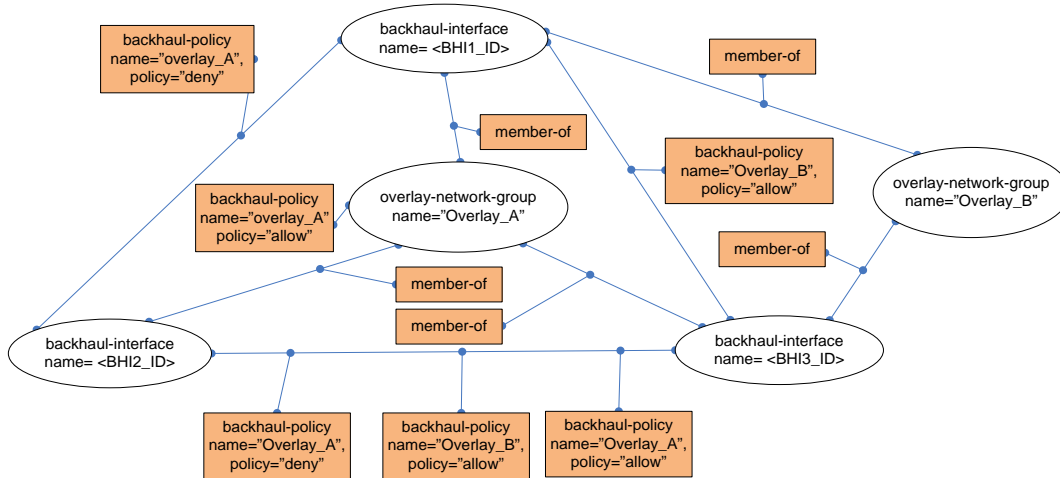 backhaul-interface
name= <BHI1_ID>
backhaul-policy
name=”overlay_A”,
policy=”deny”
member-of
member-of
backhaul-policy
name=”Overlay_B”,
policy=”allow”
backhaul-policy
name=”overlay_A”
policy=”allow”
overlay-network-group
name=”Overlay_A”
overlay-network-group
name=”Overlay_B”
member-of
member-of
member-of
backhaul-interface
name= <BHI2_ID>
backhaul-interface
name= <BHI3_ID>
backhaul-policy
name=”Overlay_A”,
policy=”deny”
backhaul-policy
name=”Overlay_B”,
policy=”allow”
backhaul-policy
name=”Overlay_A”,
policy=”allow”